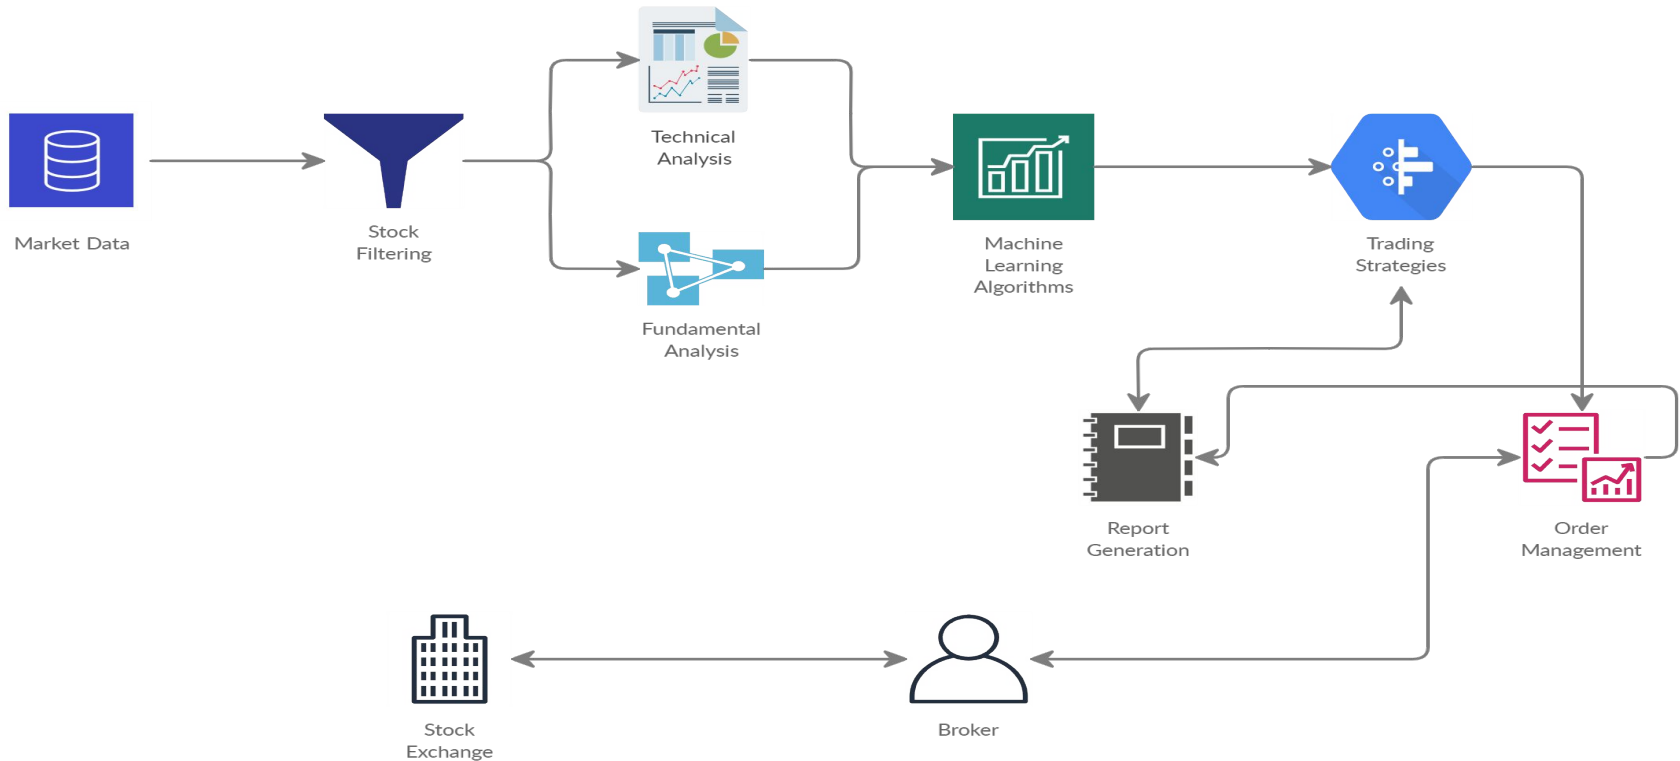 Technical
Analysis
Market Data
Stock
Filtering
Machine
Learning
Algorithms
Trading
Strategies
Fundamental
Analysis
Report
Generation
Order
Management
Stock
Exchange
Broker